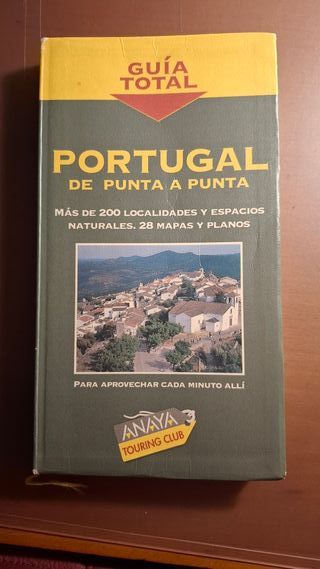 GUÍA
TOTAL
PORTUGAL
DE PUNTA A PUNTA
MÁS DE 200 LOCALIDADES Y ESPACIOS
NATURALES. 28 MAPAS Y PLANOS
PARA APROVECHAR CADA MINUTO ALLÍ
ANAYA
TOURING CLUB